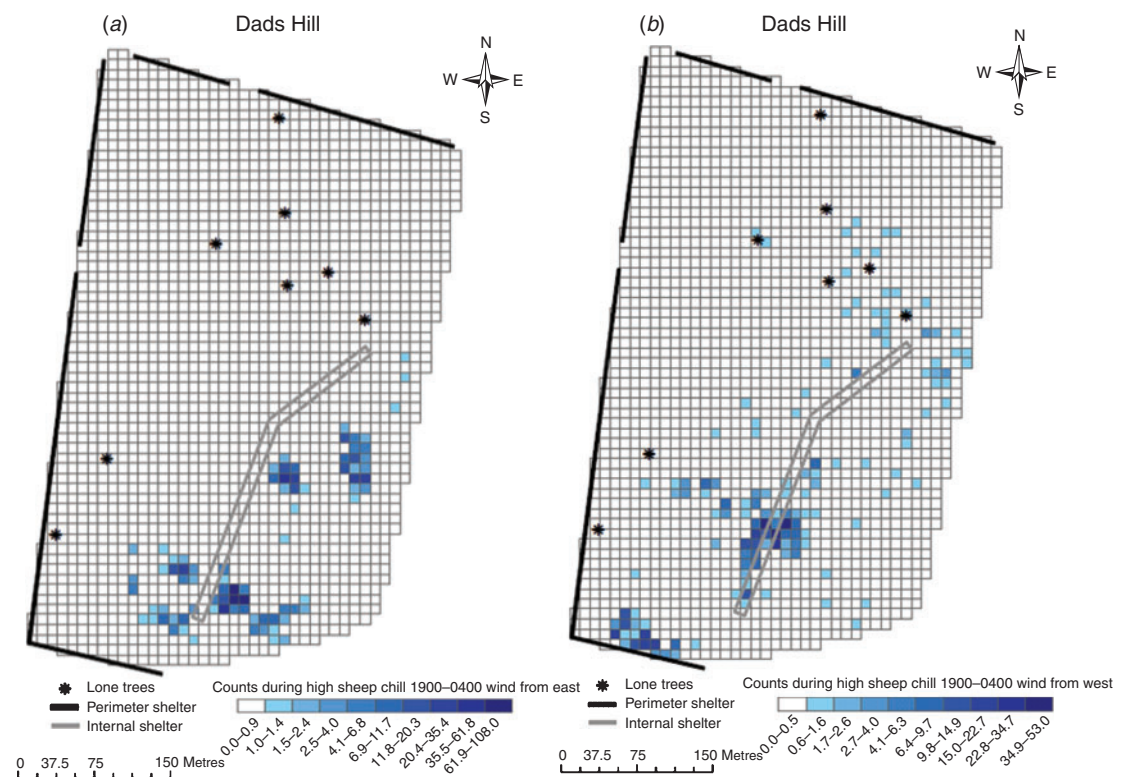 (a) Dads Hill
N
W E
S
Lone trees
Perimeter shelter
Internal shelter
Counts during high sheep chill 1900–0400 wind from east
0.0–0.9
1.0–1.4
1.5–2.4
2.5–4.0
4.1–6.8
6.9–11.7
11.8–20.3
20.4–35.4
35.5–61.8
61.9–108.0
0 37.5 75 150 Metres
(b) Dads Hill
N
W E
S
Lone trees
Perimeter shelter
Internal shelter
Counts during high sheep chill 1900–0400 wind from west
0.0–0.5
0.6–1.6
1.7–2.6
2.7–4.0
4.1–6.3
6.4–9.7
9.8–14.9
15.0–22.7
22.8–34.7
34.9–53.0
0 37.5 75 150 Metres